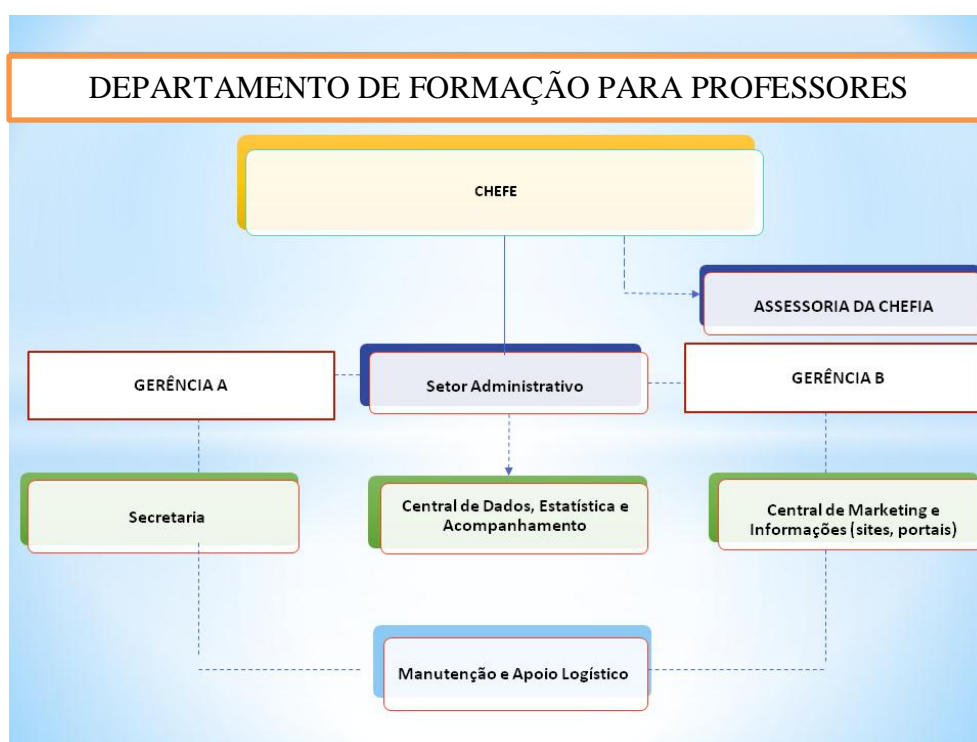 DEPARTAMENTO DE FORMAÇÃO PARA PROFESSORES
CHEFE
ASSESSORIA DA CHEFIA
GERÊNCIA A
Setor Administrativo
GERÊNCIA B
Secretaria
Central de Dados, Estatística e
Acompanhamento
Central de Marketing e
Informações (sites, portais)
Manutenção e Apoio Logístico